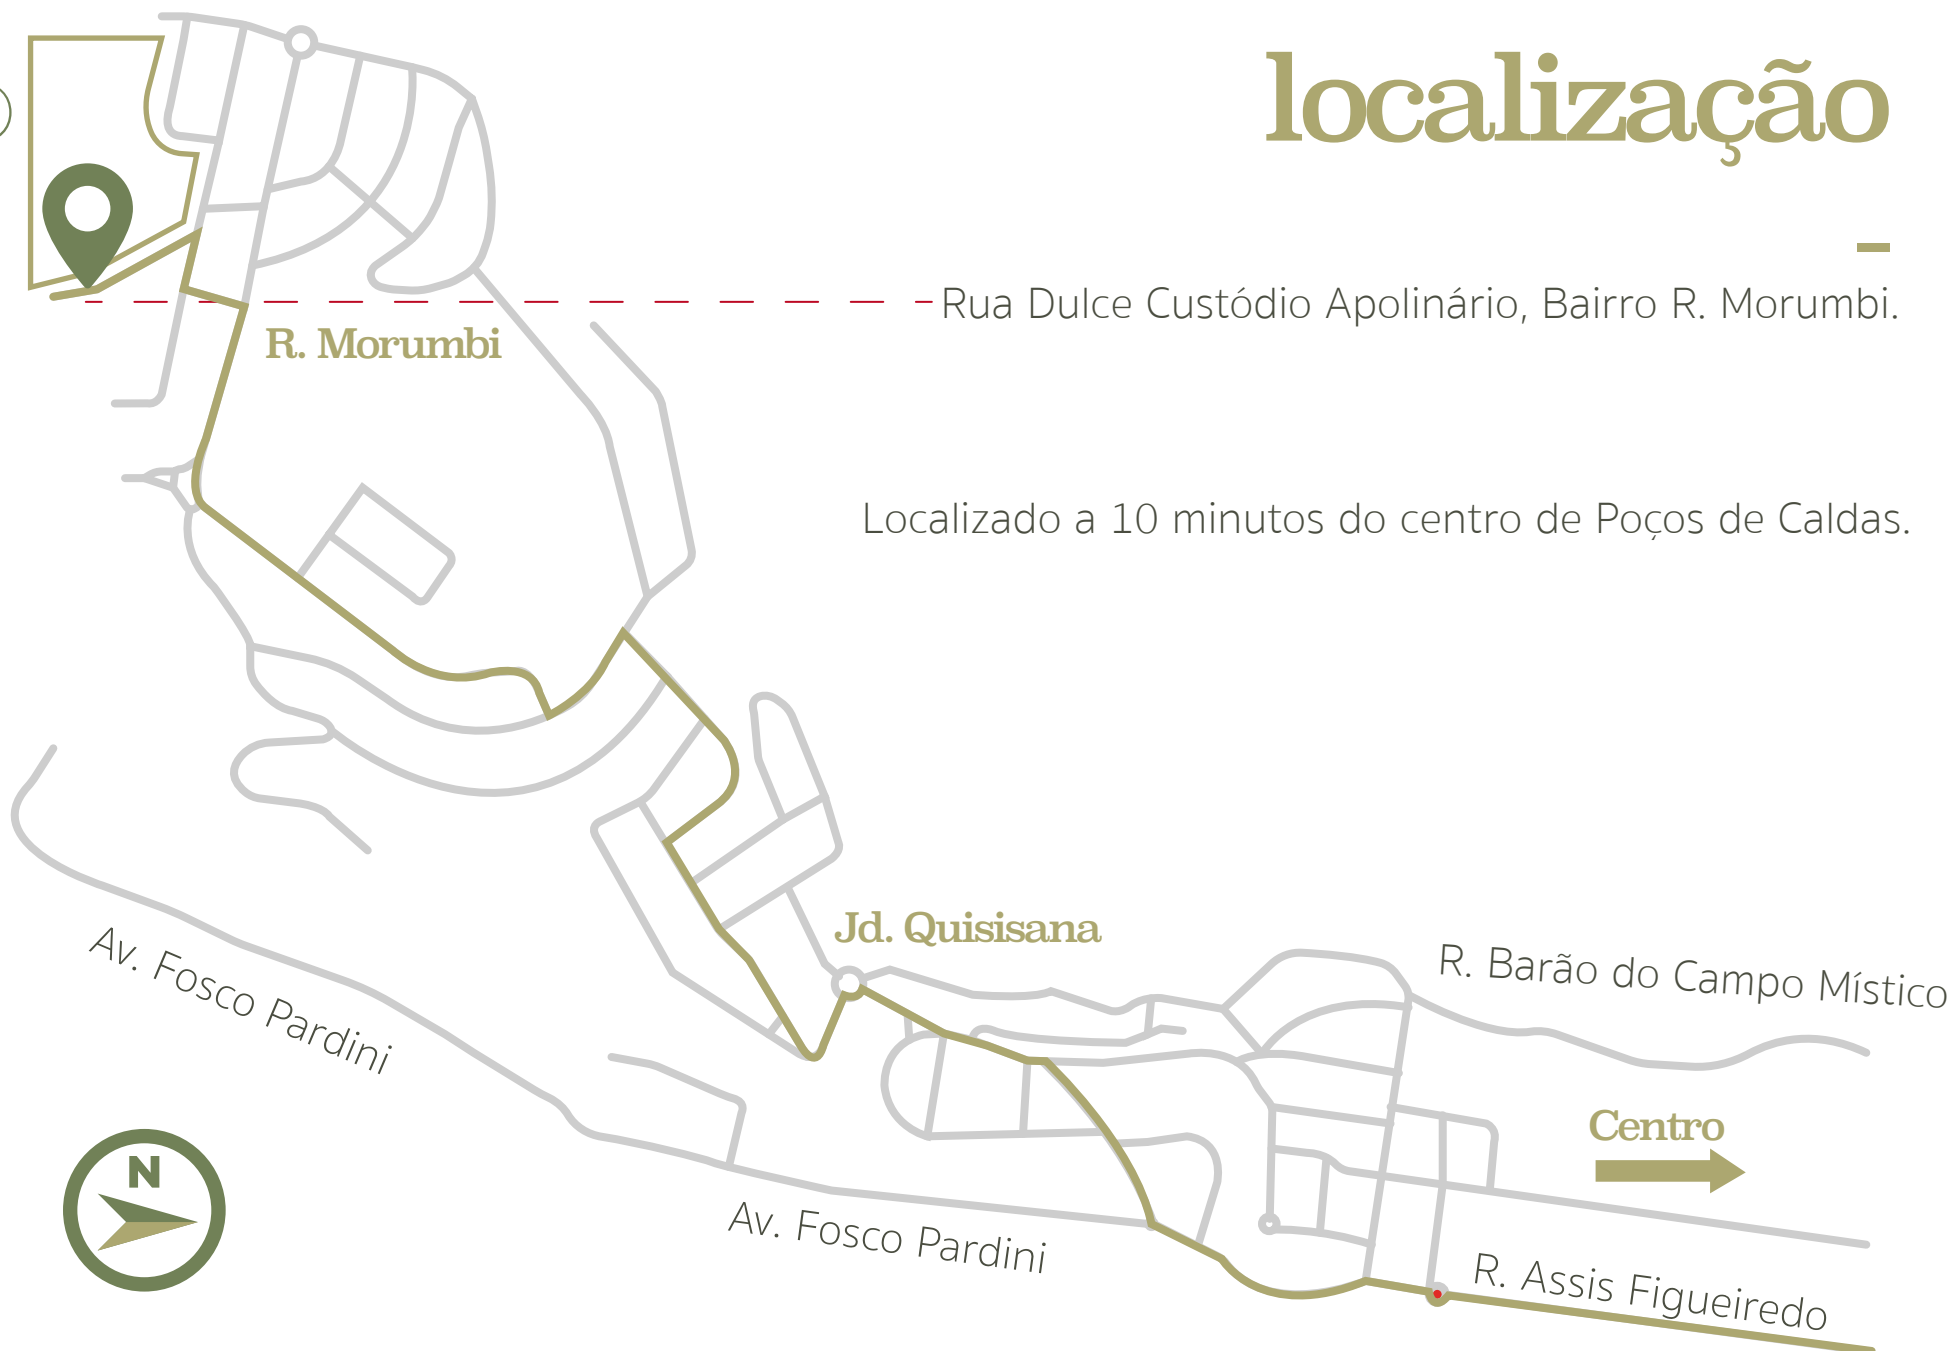 localização
Rua Dulce Custódio Apolinário, Bairro R. Morumbi.
R. Morumbi
Localizado a 10 minutos do centro de Poços de Caldas.
Jd. Quisisana
R. Barão do Campo Místico
Av. Fosco Pardini
Centro
N
Av. Fosco Pardini
R. Assis Figueiredo